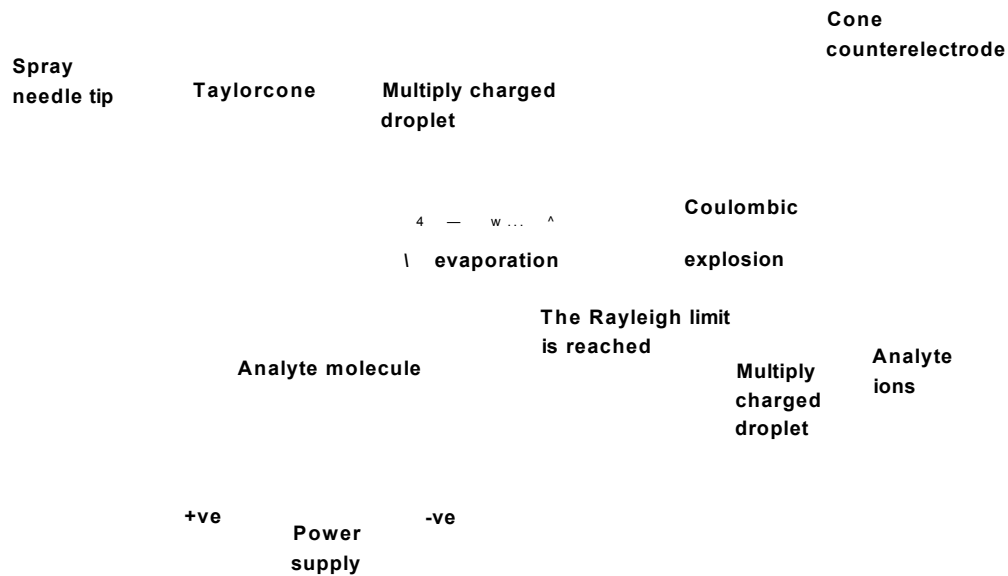 Cone
counterelectrode
Spray
needle tip
Taylorcone
Multiply charged
droplet
4 — w ... ^
\ evaporation
Coulombic
explosion
The Rayleigh limit
is reached
Analyte molecule
Multiply
charged
droplet
Analyte
ions
+ve
-ve
Power
supply